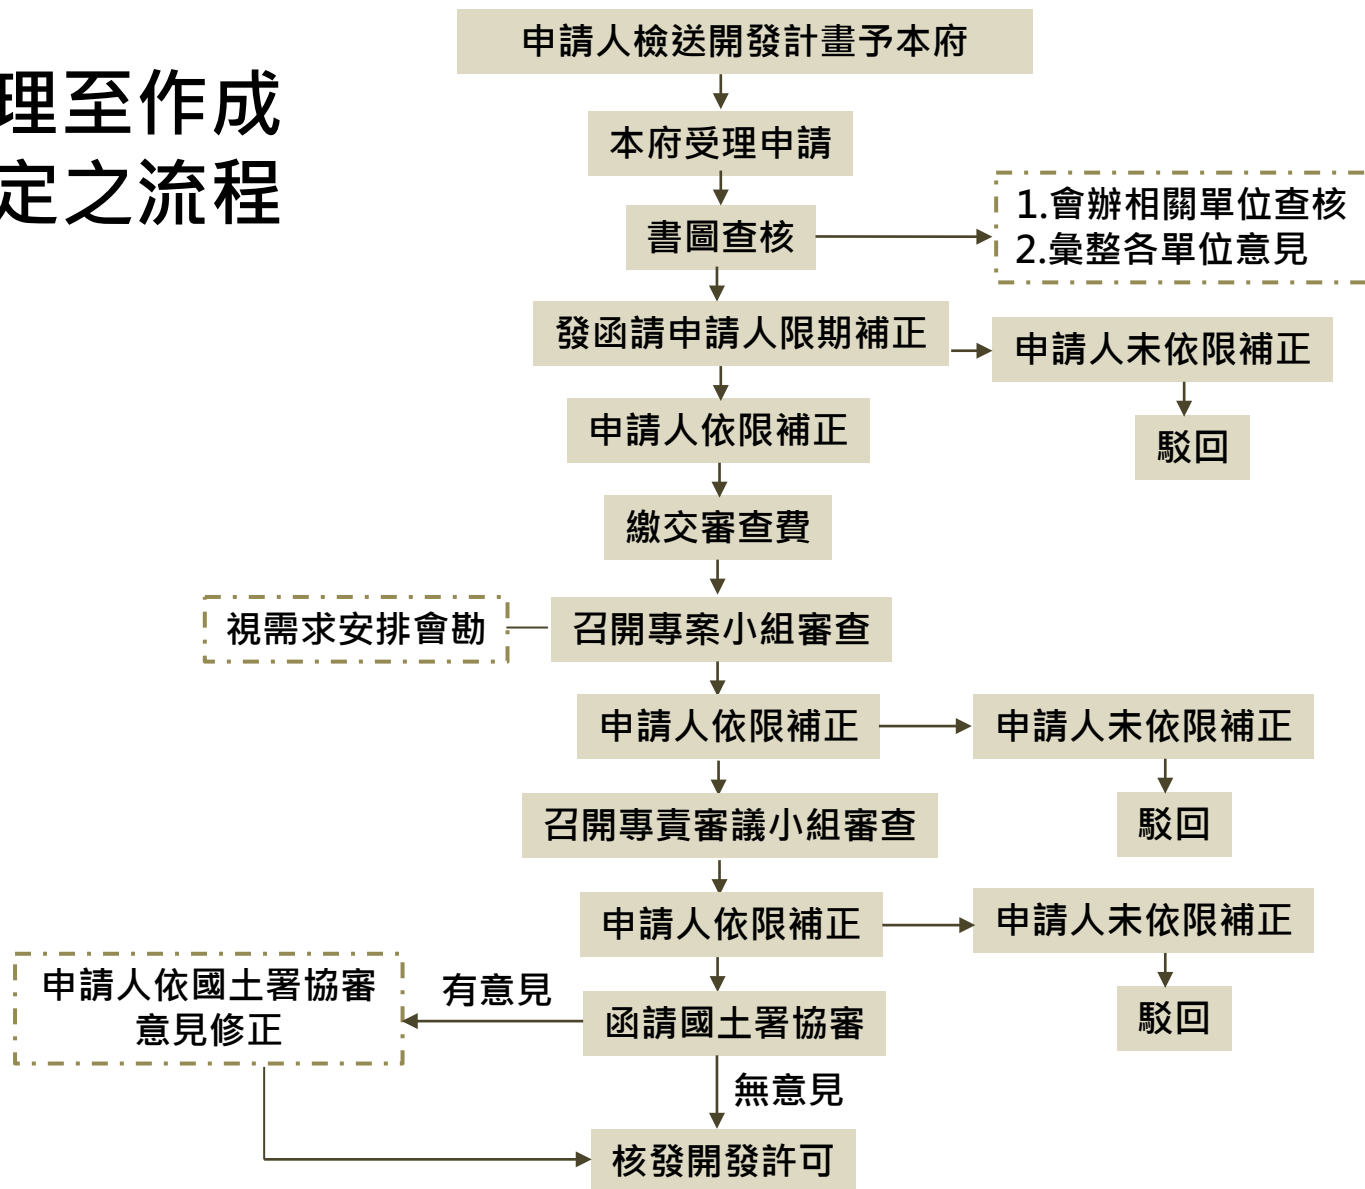 理至作成
定之流程
申請人檢送開發計畫予本府
本府受理申請
書圖查核
1.會辦相關單位查核
2.彙整各單位意見
發函請申請人限期補正
申請人未依限補正
駁回
申請人依限補正
繳交審查費
視需求安排會勘
召開專案小組審查
申請人依限補正
申請人未依限補正
駁回
召開專責審議小組審查
申請人依限補正
申請人未依限補正
駁回
申請人依國土署協審
意見修正
有意見
函請國土署協審
無意見
核發開發許可